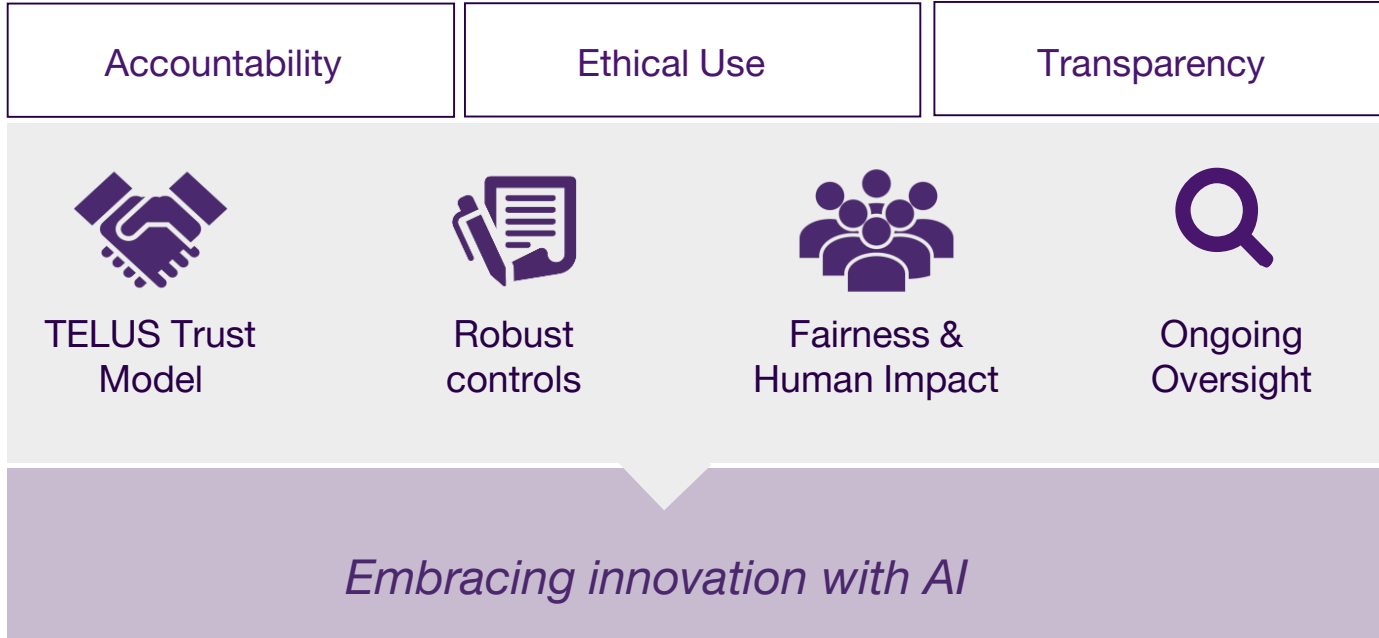 Accountability
Ethical Use
Transparency
TELUS Trust
Model
Robust
controls
Fairness &
Human Impact
Ongoing
Oversight
Embracing innovation with AI